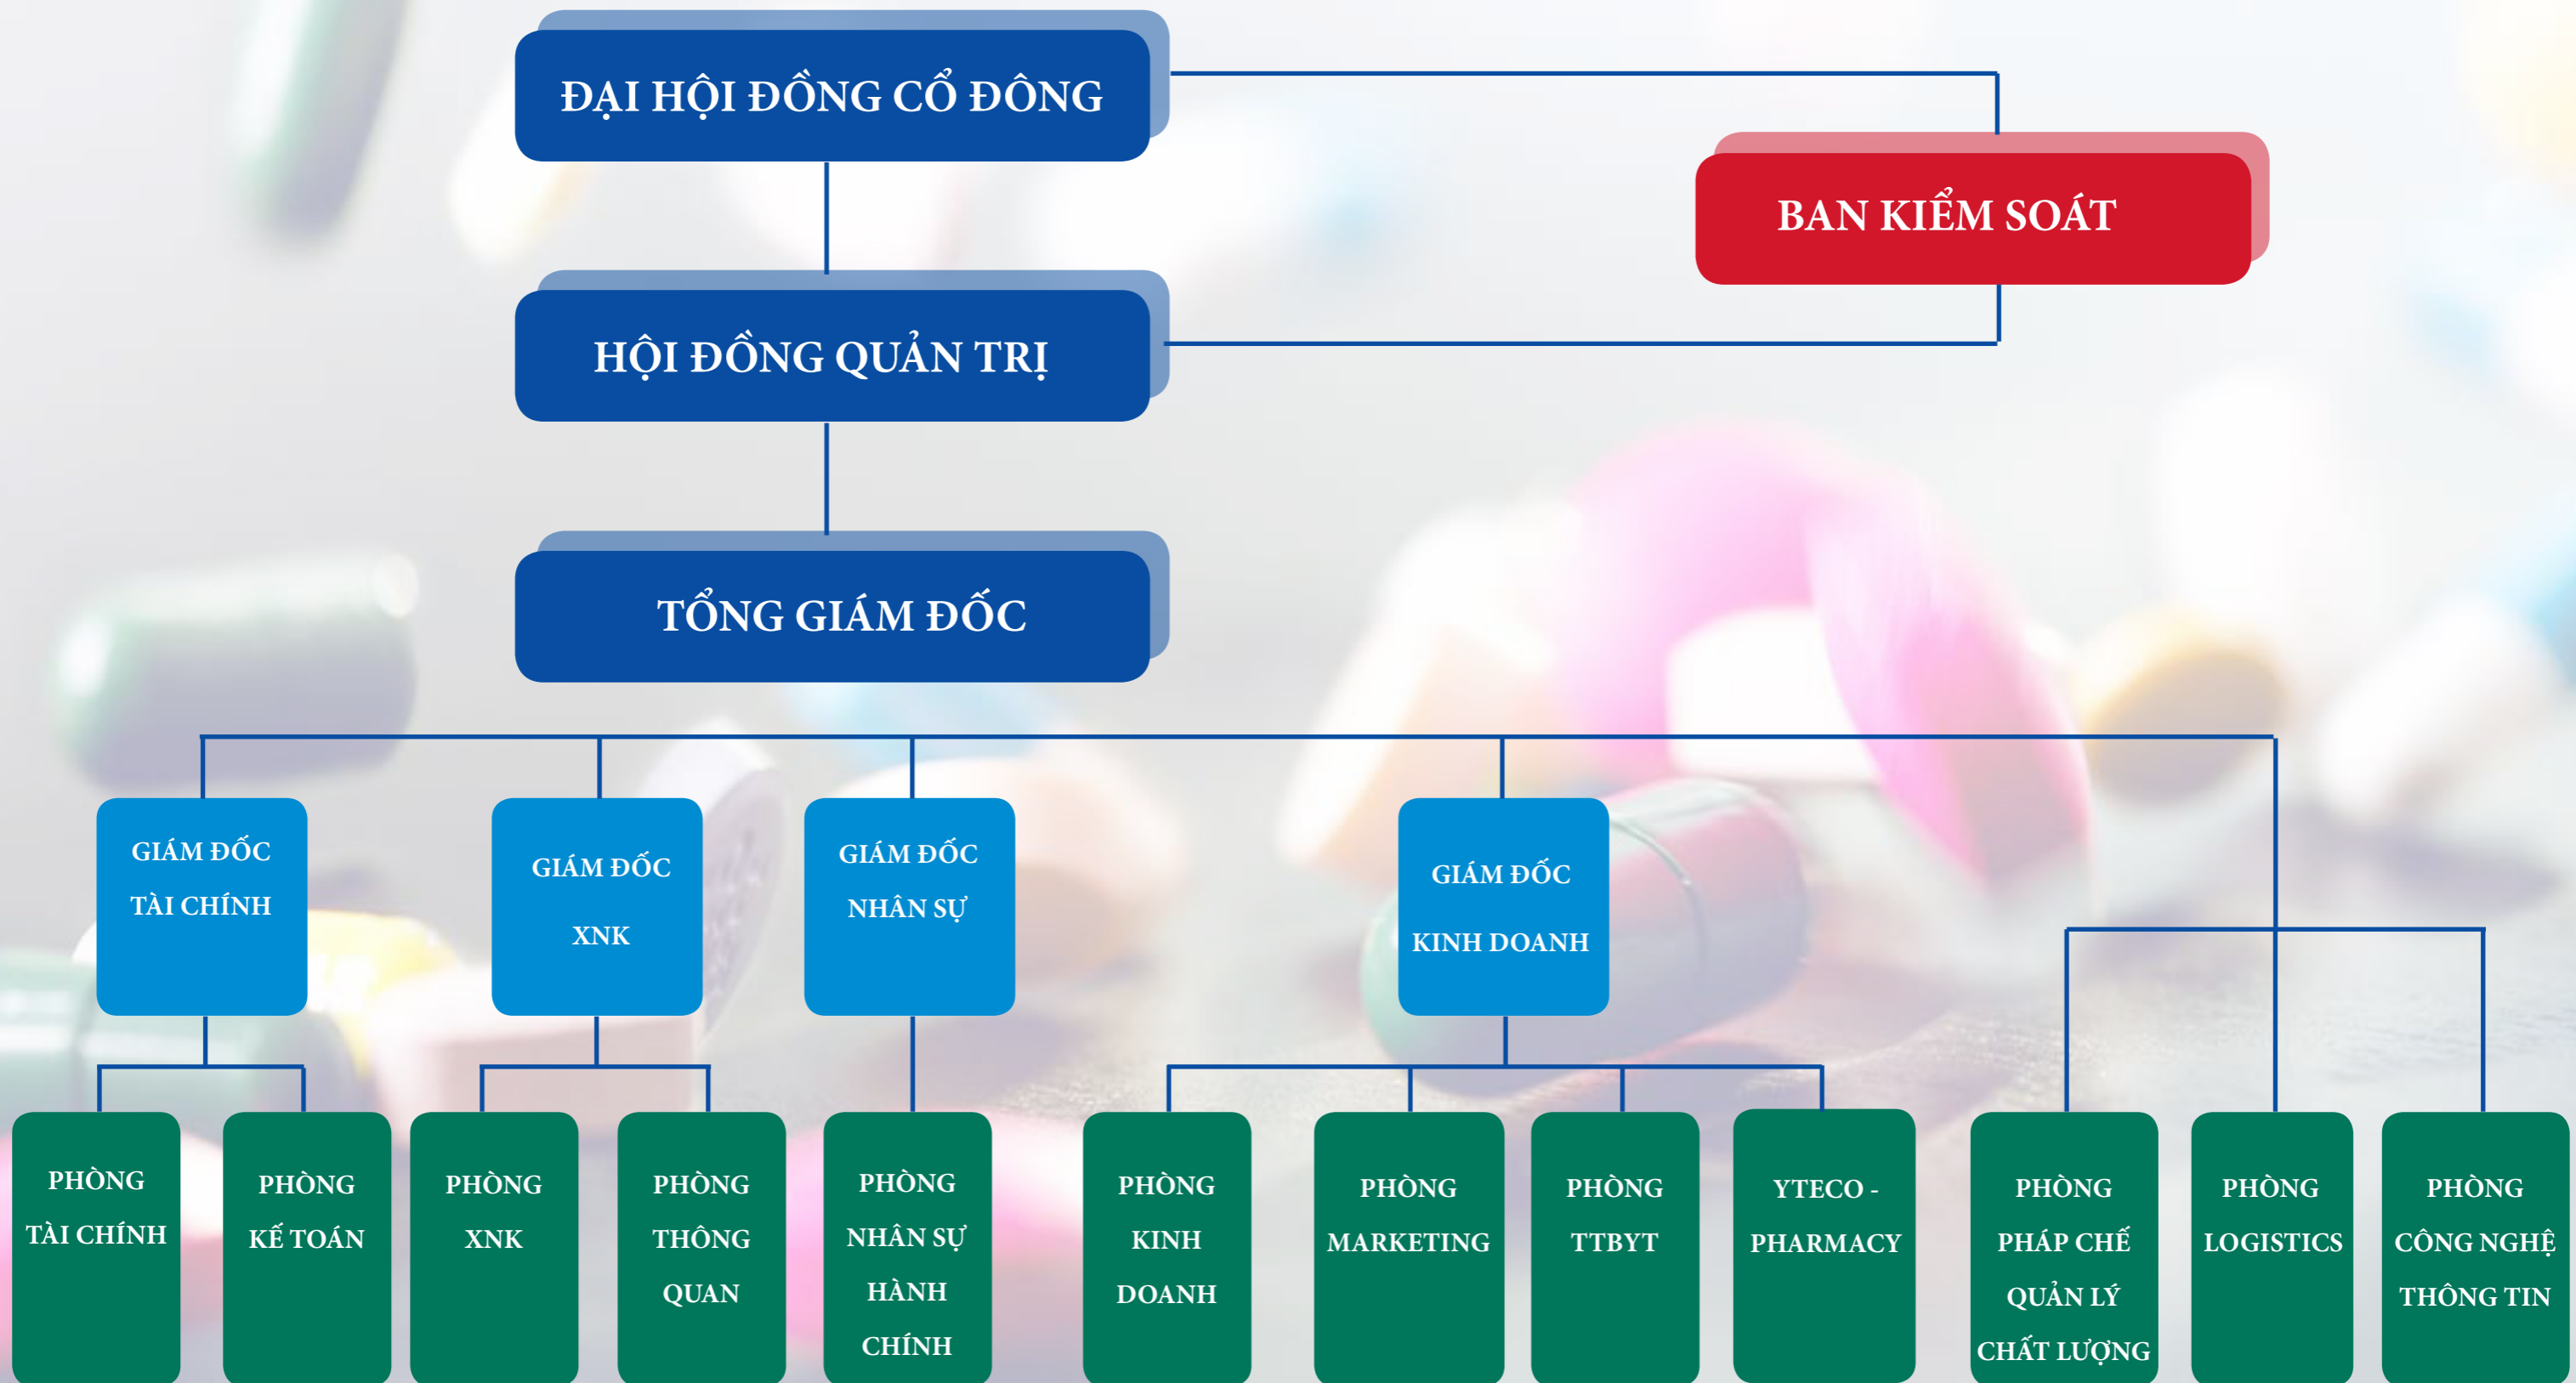 ĐẠI HỘI ĐỒNG CỔ ĐÔNG
BAN KIỂM SOÁT
HỘI ĐỒNG QUẢN TRỊ
TỔNG GIÁM ĐỐC
GIÁM ĐỐC
TÀI CHÍNH
GIÁM ĐỐC
XNK
GIÁM ĐỐC
NHÂN SỰ
GIÁM ĐỐC
KINH DOANH
PHÒNG
TÀI CHÍNH
PHÒNG
KẾ TOÁN
PHÒNG
XNK
PHÒNG
THÔNG
QUAN
PHÒNG
NHÂN SỰ
HÀNH
CHÍNH
PHÒNG
KINH
DOANH
PHÒNG
MARKETING
PHÒNG
TTBYT
YTECO -
PHARMACY
PHÒNG
PHÁP CHẾ
QUẢN LÝ
CHẤT LƯỢNG
PHÒNG
LOGISTICS
PHÒNG
CÔNG NGHỆ
THÔNG TIN